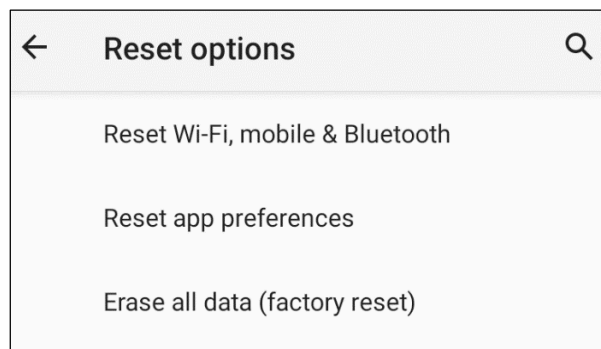 Reset options
Reset Wi-Fi, mobile & Bluetooth
Reset app preferences
Erase all data (factory reset)